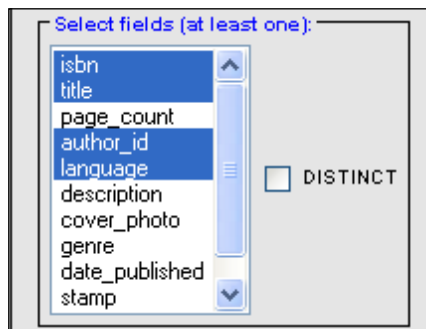 Select fields (at least one):
isbn
title
page_count
author_id
language
description
cover_photo
genre
date_published
stamp
DISTINCT